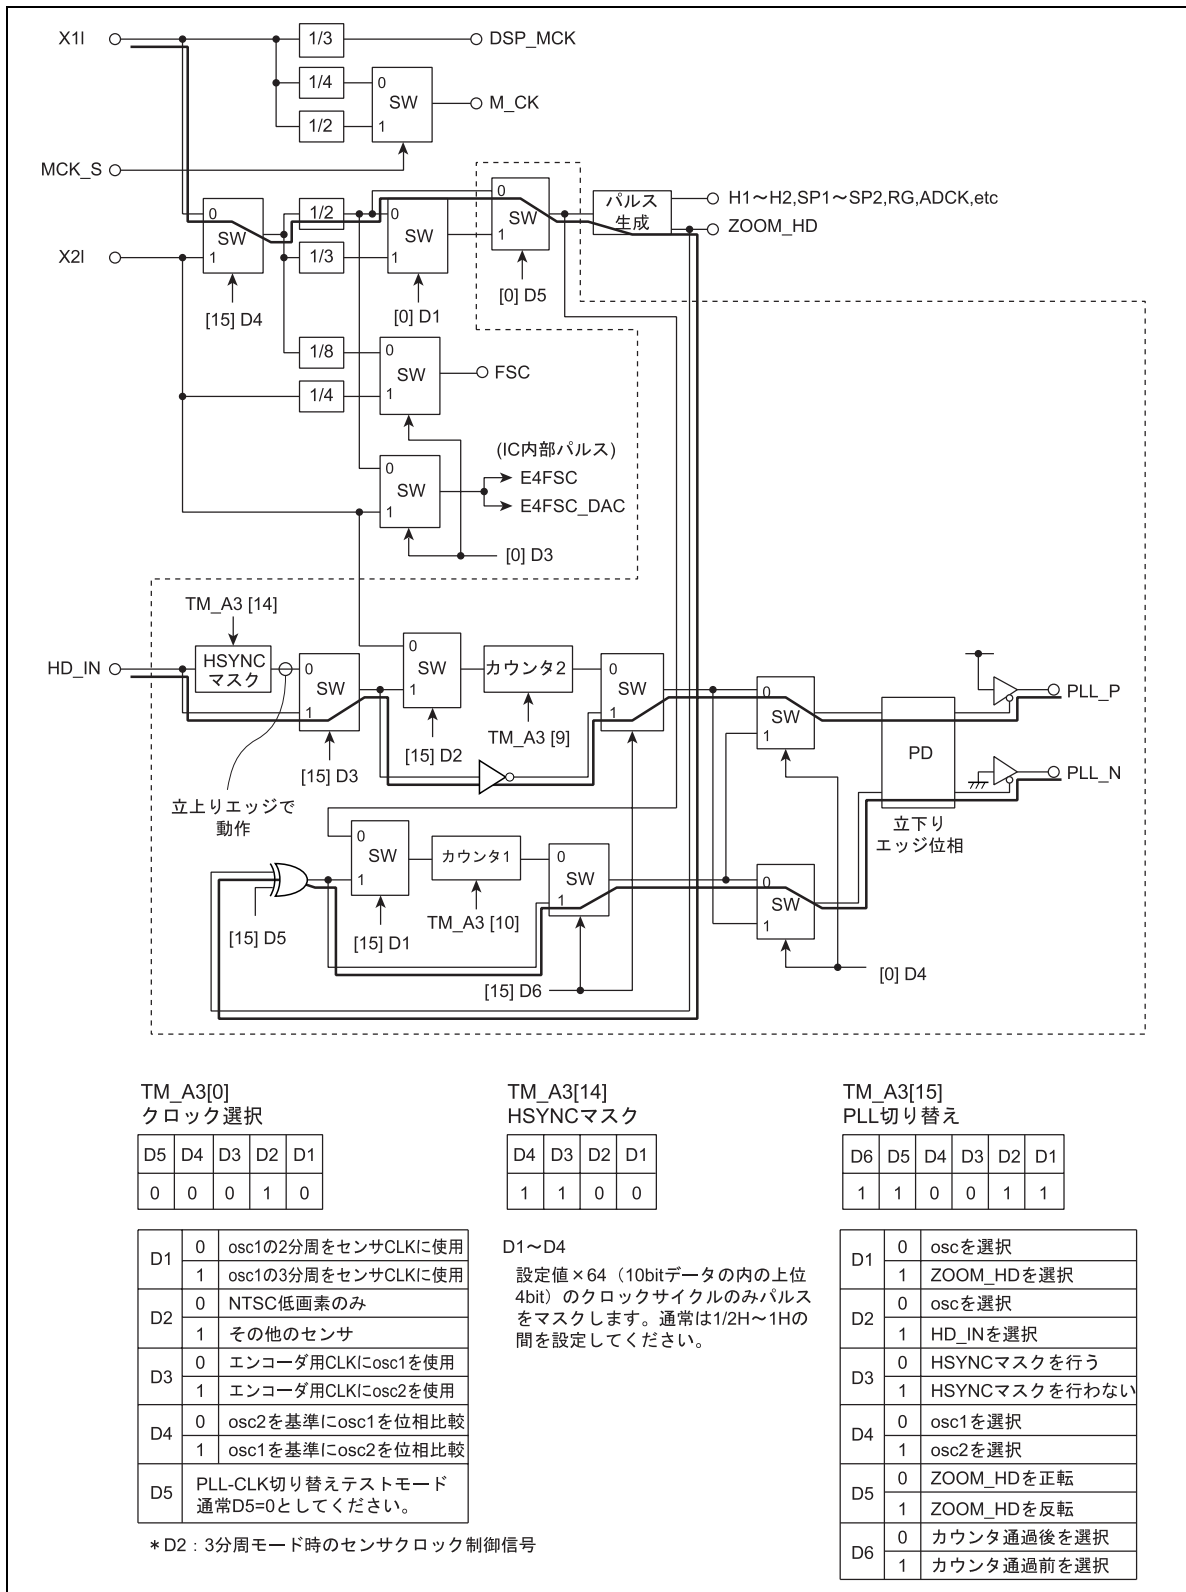 X1I
1/3
DSP_MCK
1/4
0
SW
M_CK
1/2
1
MCK_S
0
SW
1
X2I
[15] D4
1/2
0
SW
1/3
1
[0] D1
0
SW
1
[0] D5
パルス
生成
H1～H2,SP1～SP2,RG,ADCK,etc
ZOOM_HD
1/8
0
SW
FSC
1/4
1
(IC内部パルス)
0
SW
E4FSC
E4FSC_DAC
1
[0] D3
TM_A3 [14]
HD_IN
HSYNC
マスク
0
SW
1
[15] D3
立上りエッジで
動作
0
SW
1
[15] D2
カウンタ2
TM_A3 [9]
0
SW
1
0
SW
1
PD
立下り
エッジ位相
PLL_P
PLL_N
0
SW
1
[15] D1
[15] D5
カウンタ1
TM_A3 [10]
0
SW
1
[15] D6
0
SW
1
[0] D4
TM_A3[0]
クロック選択
D5 D4 D3 D2 D1
0 0 0 1 0
D1 0 osc1の2分周をセンサCLKに使用
1 osc1の3分周をセンサCLKに使用
D2 0 NTSC低画素のみ
1 その他のセンサ
D3 0 エンコーダ用CLKにosc1を使用
1 エンコーダ用CLKにosc2を使用
D4 0 osc2を基準にosc1を位相比較
1 osc1を基準にosc2を位相比較
D5 PLL-CLK切り替えテストモード
通常D5=0としてください。
*D2：3分周モード時のセンサクロック制御信号
TM_A3[14]
HSYNCマスク
D4 D3 D2 D1
1 1 0 0
D1～D4
設定値×64（10bitデータの内の上位
4bit）のクロックサイクルのみパルス
をマスクします。通常は1/2H～1Hの
間を設定してください。
TM_A3[15]
PLL切り替え
D6 D5 D4 D3 D2 D1
1 1 0 0 1 1
D1 0 oscを選択
1 ZOOM_HDを選択
D2 0 oscを選択
1 HD_INを選択
D3 0 HSYNCマスクを行う
1 HSYNCマスクを行わない
D4 0 osc1を選択
1 osc2を選択
D5 0 ZOOM_HDを正転
1 ZOOM_HDを反転
D6 0 カウンタ通過後を選択
1 カウンタ通過前を選択